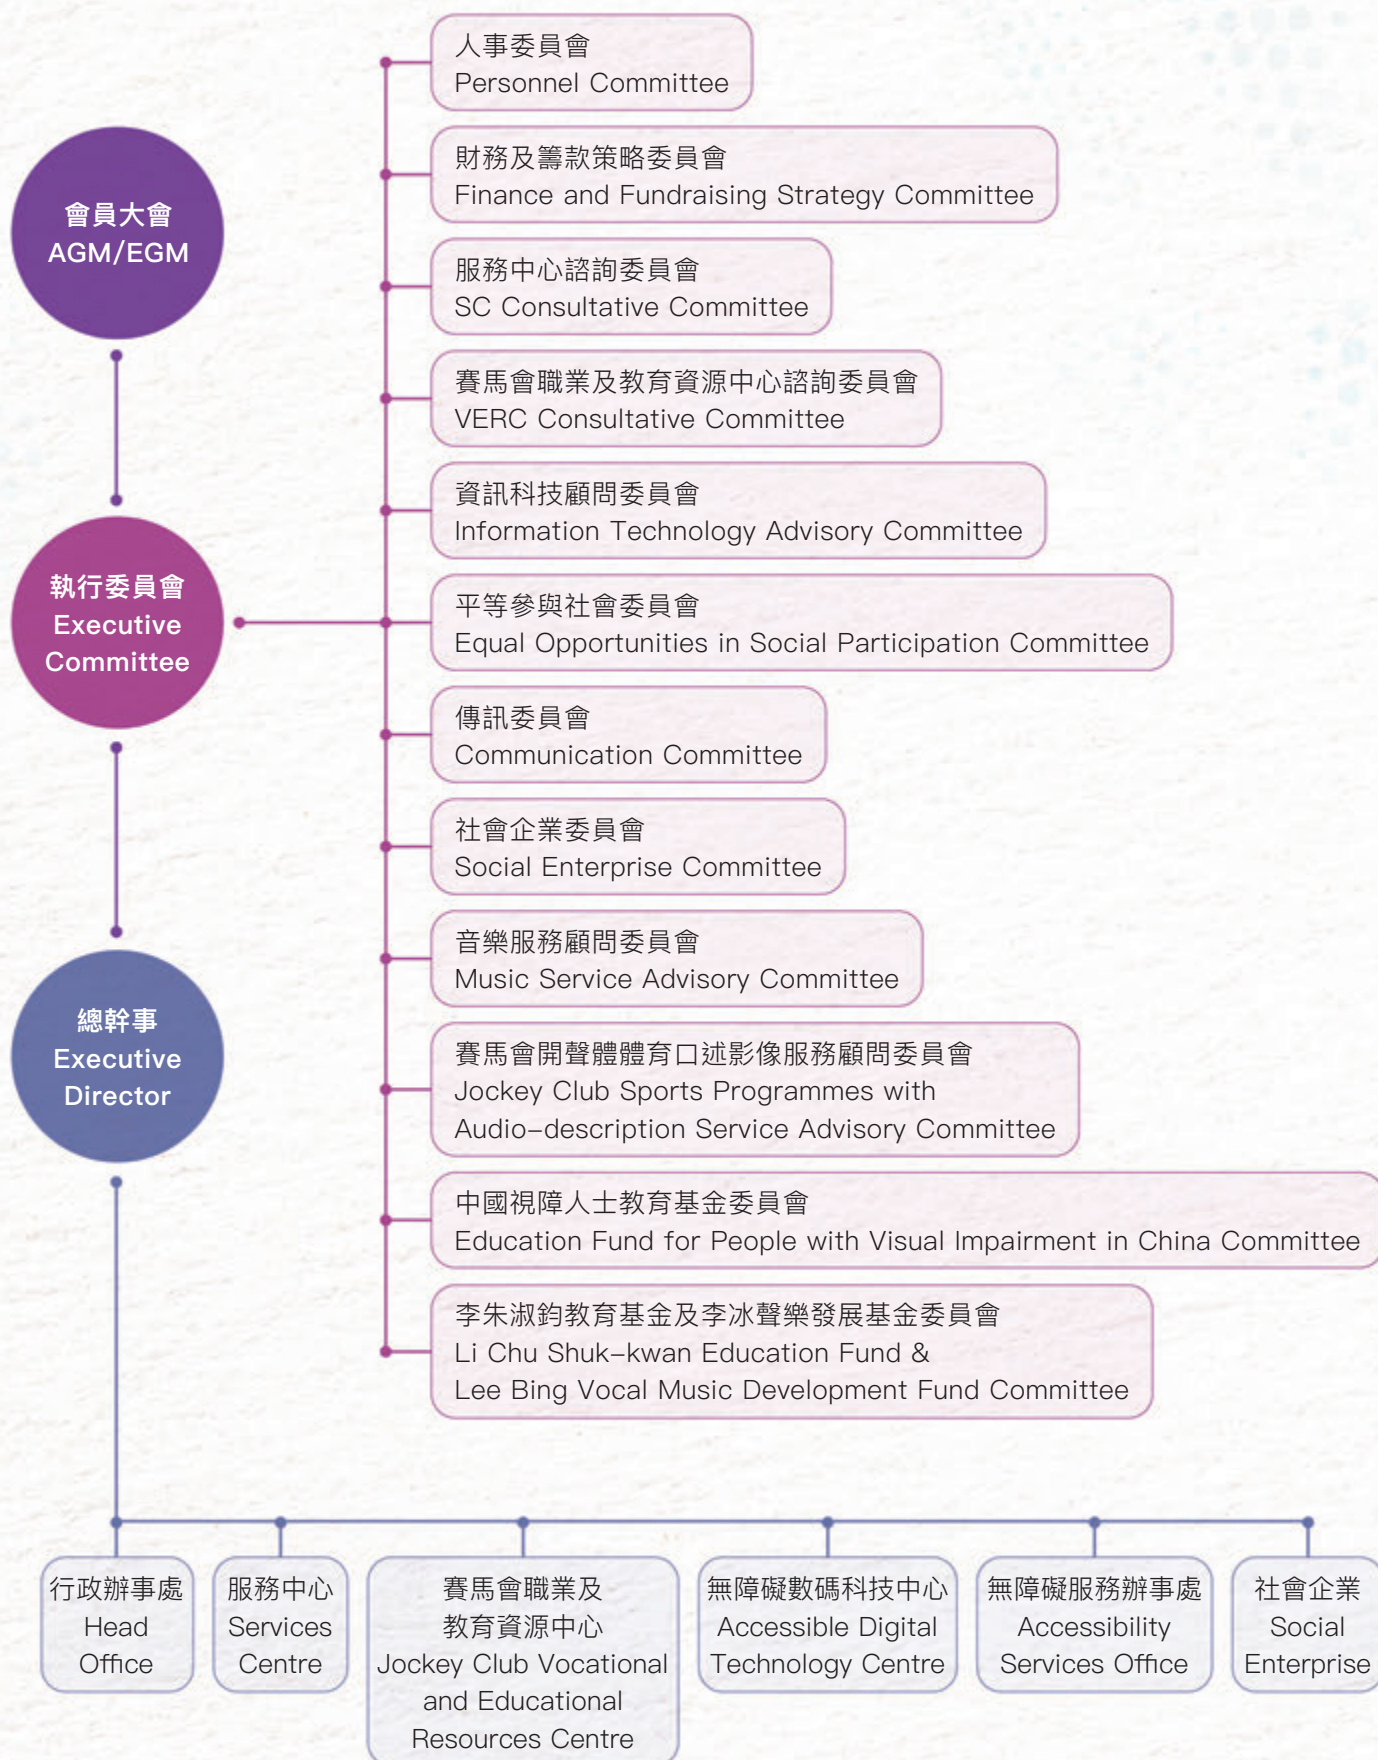 會員大會
AGM/EGM
執行委員會
Executive
Committee
總幹事
Executive
Director
人事委員會
Personnel Committee
財務及籌款策略委員會
Finance and Fundraising Strategy Committee
服務中心諮詢委員會
SC Consultative Committee
賽馬會職業及教育資源中心諮詢委員會
VERC Consultative Committee
資訊科技顧問委員會
Information Technology Advisory Committee
平等參與社會委員會
Equal Opportunities in Social Participation Committee
傳訊委員會
Communication Committee
社會企業委員會
Social Enterprise Committee
音樂服務顧問委員會
Music Service Advisory Committee
賽馬會開聲體體育口述影像服務顧問委員會
Jockey Club Sports Programmes with
Audio-description Service Advisory Committee
中國視障人士教育基金委員會
Education Fund for People with Visual Impairment in China Committee
李朱淑鈞教育基金及李冰聲樂發展基金委員會
Li Chu Shuk-kwan Education Fund &
Lee Bing Vocal Music Development Fund Committee
行政辦事處
Head
Office
服務中心
Services
Centre
賽馬會職業及
教育資源中心
Jockey Club Vocational
and Educational
Resources Centre
無障礙數碼科技中心
Accessible Digital
Technology Centre
無障礙服務辦事處
Accessibility
Services Office
社會企業
Social
Enterprise